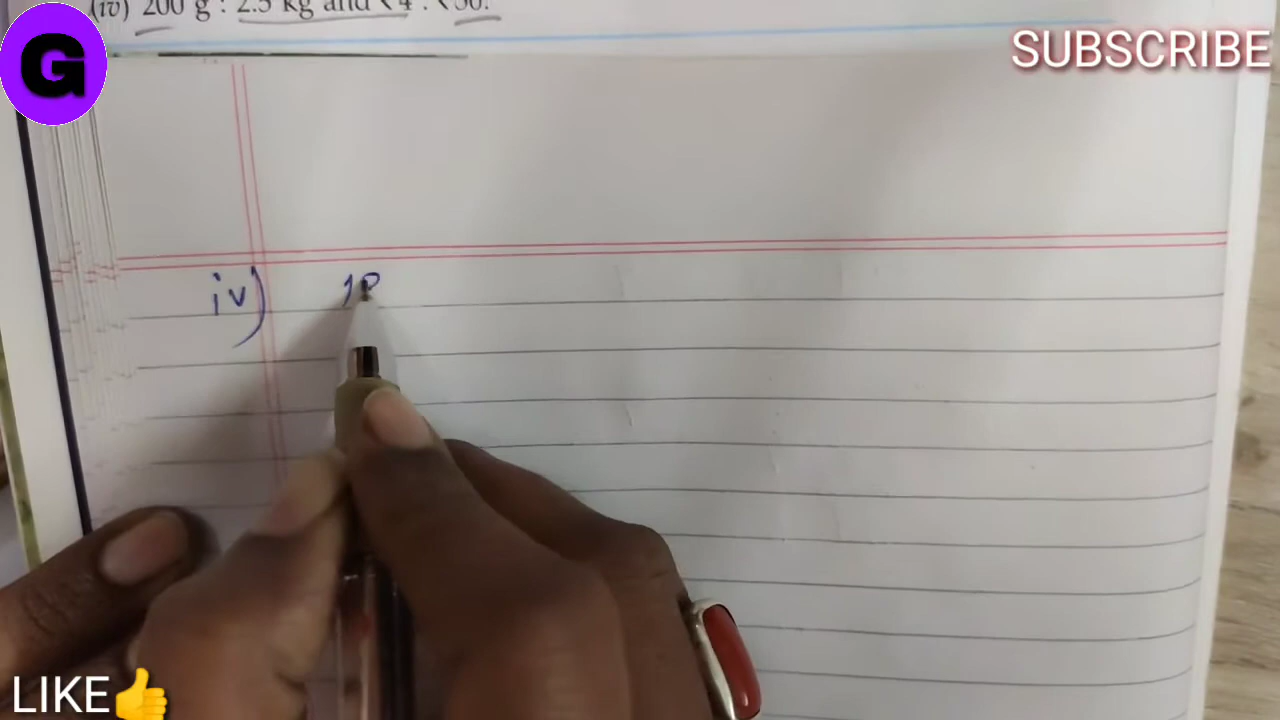 (iv) 200 g : 2.5 kg and ₹ 4 : ₹ 50.
G
SUBSCRIBE
iv)
LIKE👍